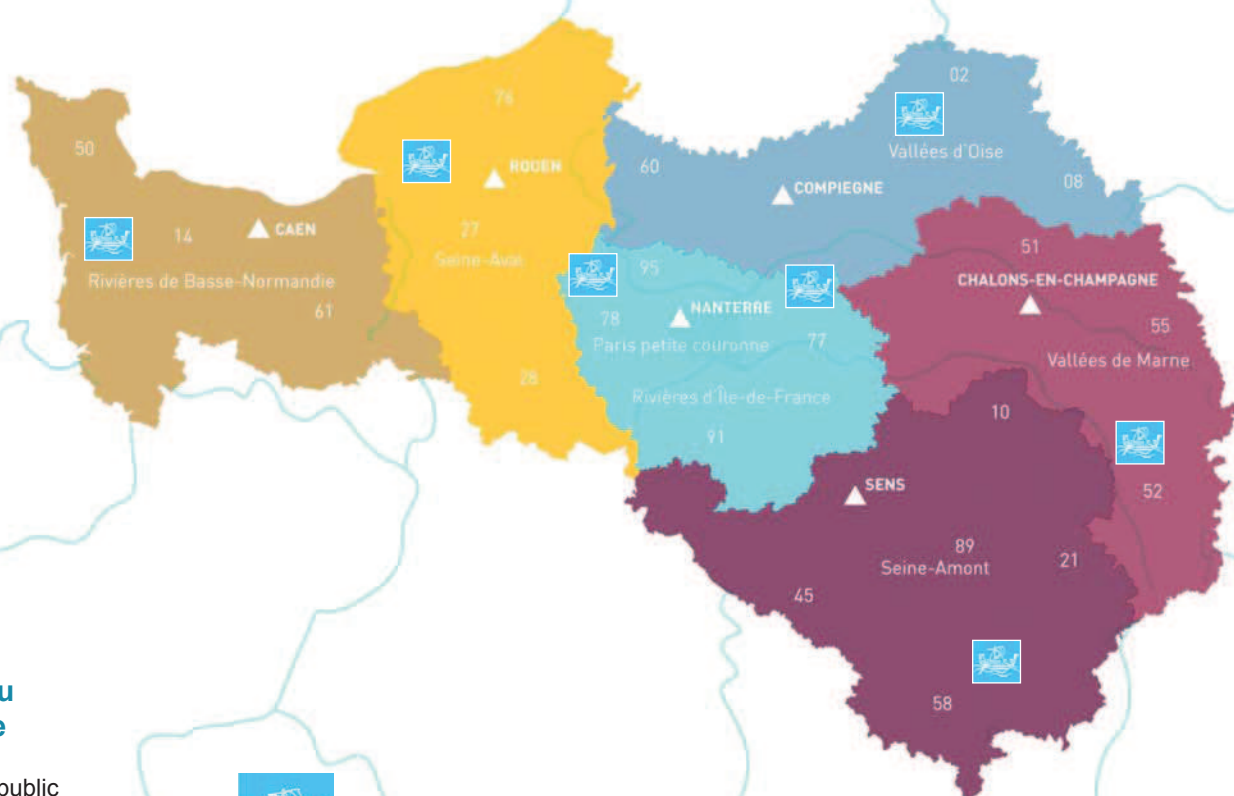 02
76
50
Vallées d'Oise
60
ROUEN
08
COMPIEGNE
27
14
CAEN
51
Seine-Aval
95
Rivières de Basse-Normandie
CHALONS-EN-CHAMPAGNE
61
NANTERRE
78
55
Paris petite couronne
77
Vallées de Marne
28
Rivières d'Île-de-France
10
91
SENS
52
89
21
Seine-Amont
45
u
58
e
public